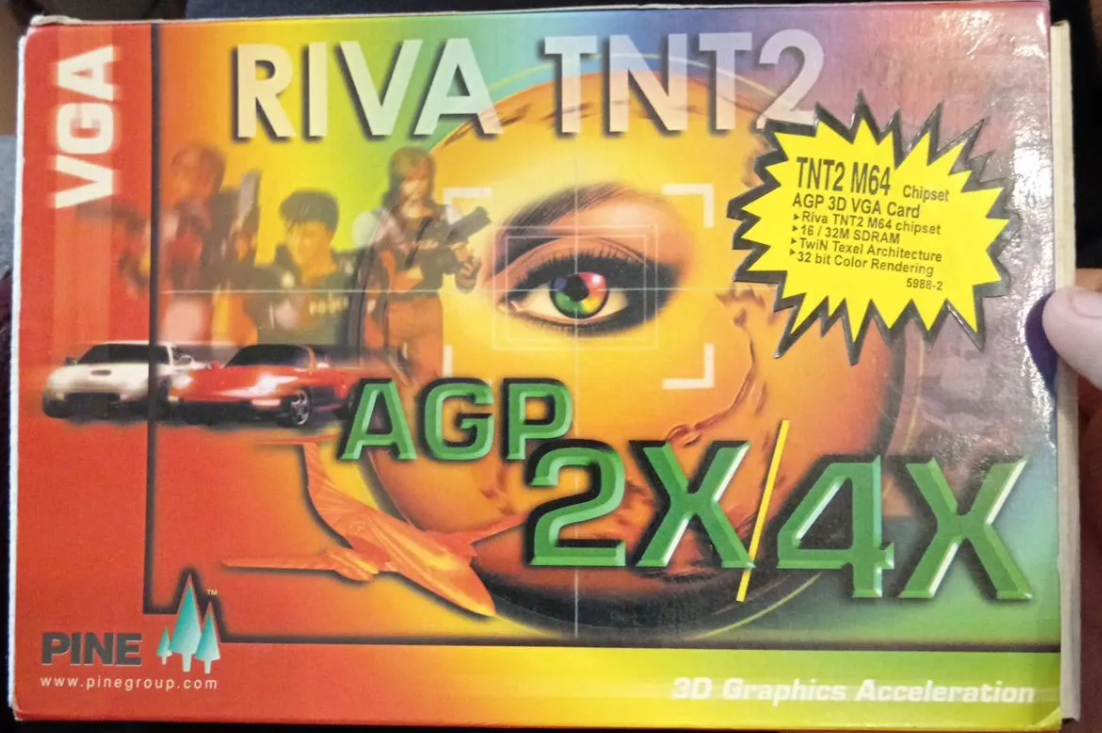 VGA
RIVA TNT2
TNT2 M64 Chipset
AGP 3D VGA Card
▸Riva TNT2 M64 chipset
▸16 / 32M SDRAM
▸TwiN Texel Architecture
▸32 bit Color Rendering
5988-2
AGP
2X/4X
PINE
TM
www.pinegroup.com
3D Graphics Acceleration